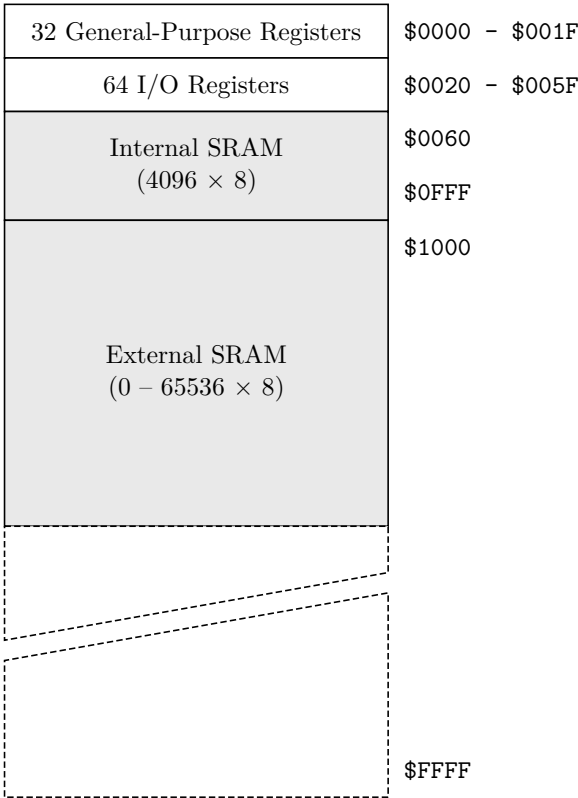 32 General-Purpose Registers $0000 - $001F
64 I/O Registers $0020 - $005F
Internal SRAM
(4096 × 8)
$0060
$0FFF
$1000
External SRAM
(0 – 65536 × 8)
$FFFF